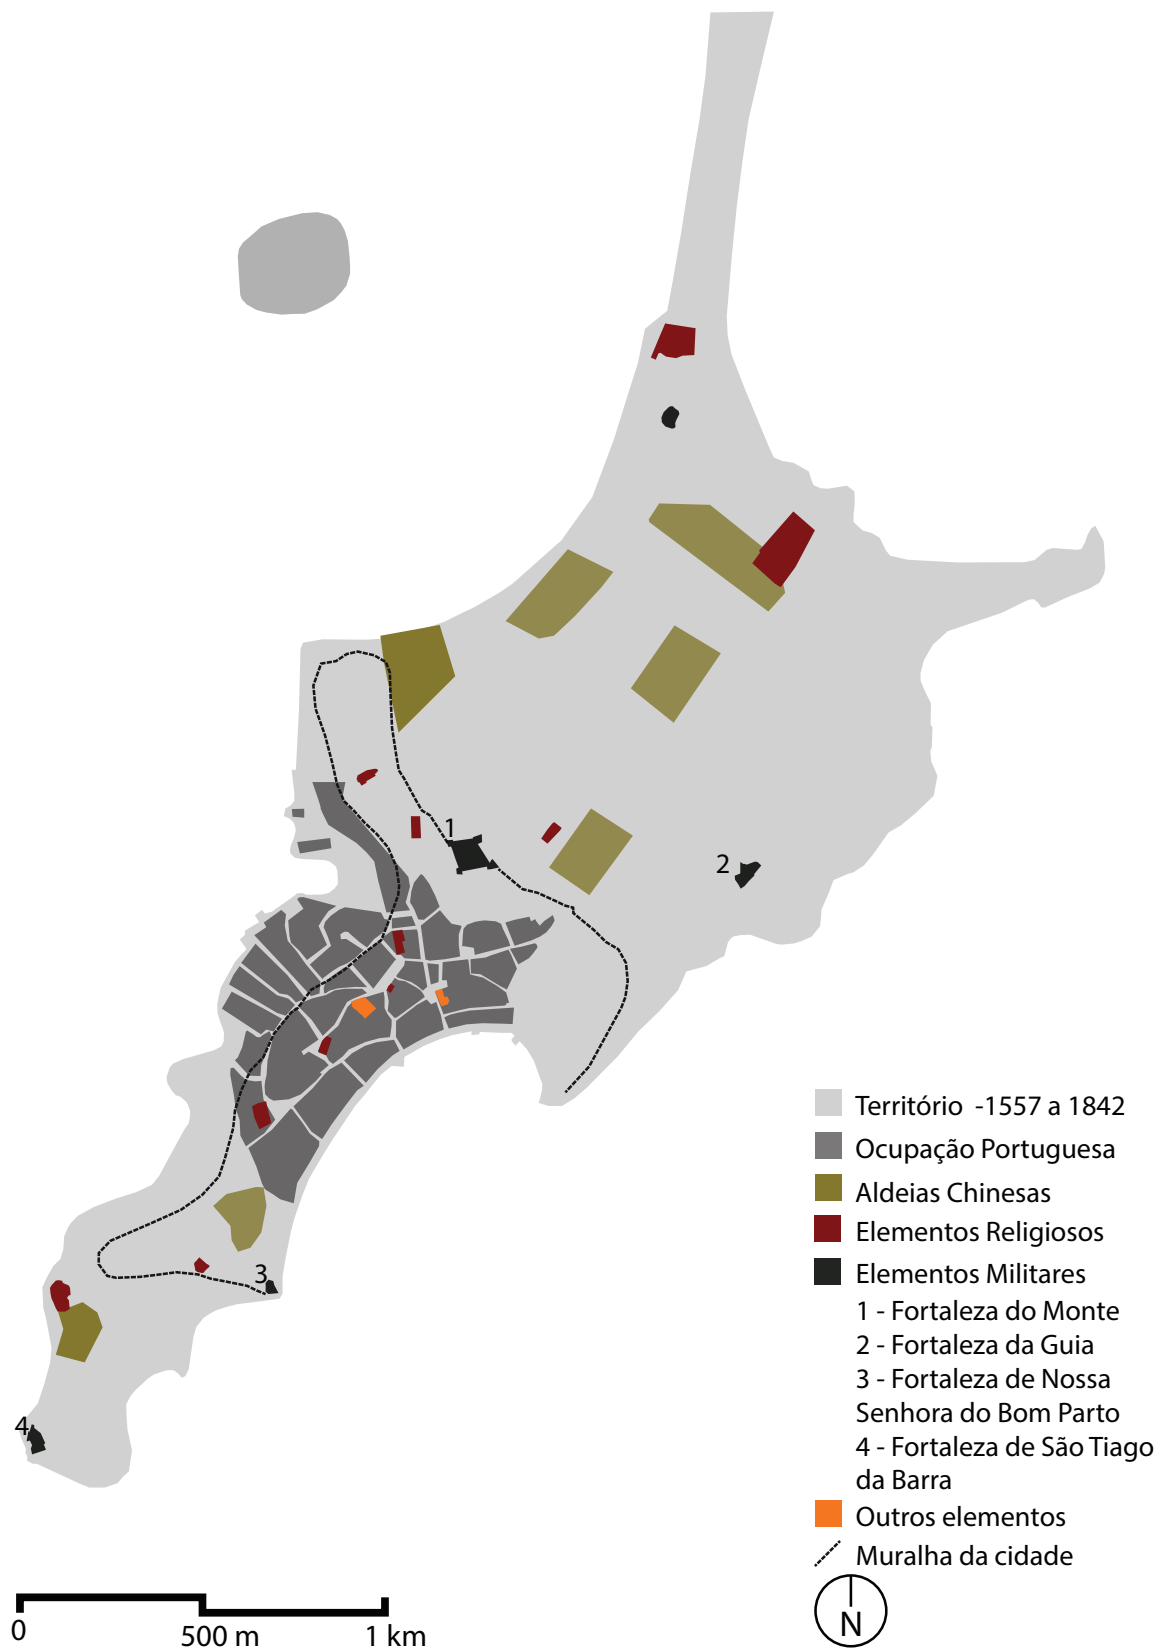 1
2
3
4
Território -1557 a 1842
Ocupação Portuguesa
Aldeias Chinesas
Elementos Religiosos
Elementos Militares
1 - Fortaleza do Monte
2 - Fortaleza da Guia
3 - Fortaleza de Nossa
Senhora do Bom Parto
4 - Fortaleza de São Tiago
da Barra
Outros elementos
Muralha da cidade
N
0 500 m 1 km